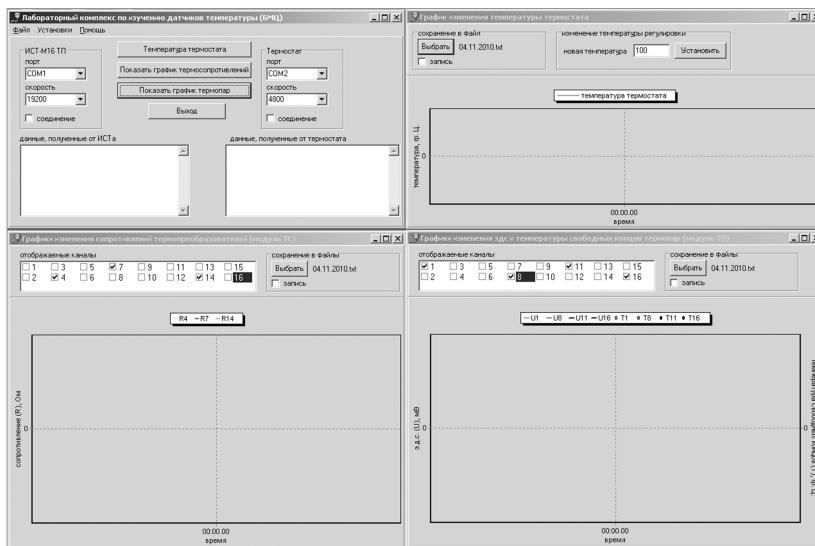 Лабораторный комплекс по изучению датчиков температуры (БМЦ)
Файл Установки Помощь
ИСТ-М16 ТП
порт
COM1
скорость
19200
соединение
Температура термостата
Показать график термосопротивлений
Показать график термопар
Выход
Термостат
порт
COM2
скорость
4800
соединение
данные, полученные от ИСТа
данные, полученные от термостата
График изменения температуры термостата
сохранение в файл
Выбрать 04.11.2010.txt
запись
изменение температуры регулировки
новая температура 100 Установить
температура термостата
температура, гр. Ц.
0
00:00.00
время
Графики изменения сопротивлений термопреобразователей (модуль ТС)
отображаемые каналы
1 3 5 7 9 11 13 15
2 4 6 8 10 12 14 16
сохранение в файлы
Выбрать 04.11.2010.txt
запись
R4 R7 R14
сопротивление (R), Ом
0
00:00.00
время
Графики изменения эдс и температуры свободных концов термопар (модуль ТП)
отображаемые каналы
1 3 5 7 9 11 13 15
2 4 6 8 10 12 14 16
сохранение в файлы
Выбрать 04.11.2010.txt
запись
U1 U8 U11 U16 T1 T8 T11 T16
э.д.с. (U), мВ
0
0
00:00.00
время